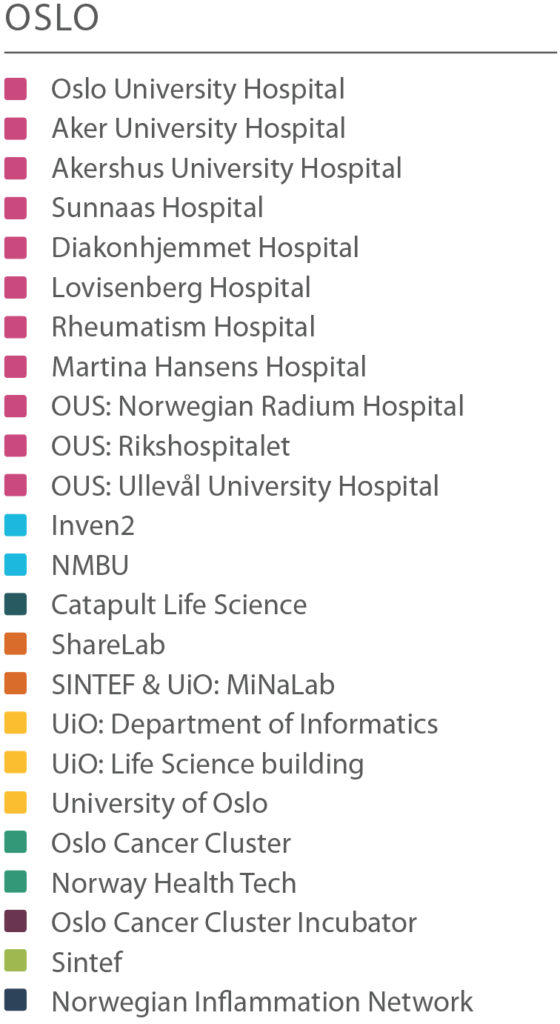 OSLO
Oslo University Hospital
Aker University Hospital
Akershus University Hospital
Sunnaas Hospital
Diakonhjemmet Hospital
Lovisenberg Hospital
Rheumatism Hospital
Martina Hansens Hospital
OUS: Norwegian Radium Hospital
OUS: Rikshospitalet
OUS: Ullevål University Hospital
Inven2
NMBU
Catapult Life Science
ShareLab
SINTEF & UiO: MiNaLab
UiO: Department of Informatics
UiO: Life Science building
University of Oslo
Oslo Cancer Cluster
Norway Health Tech
Oslo Cancer Cluster Incubator
Sintef
Norwegian Inflammation Network